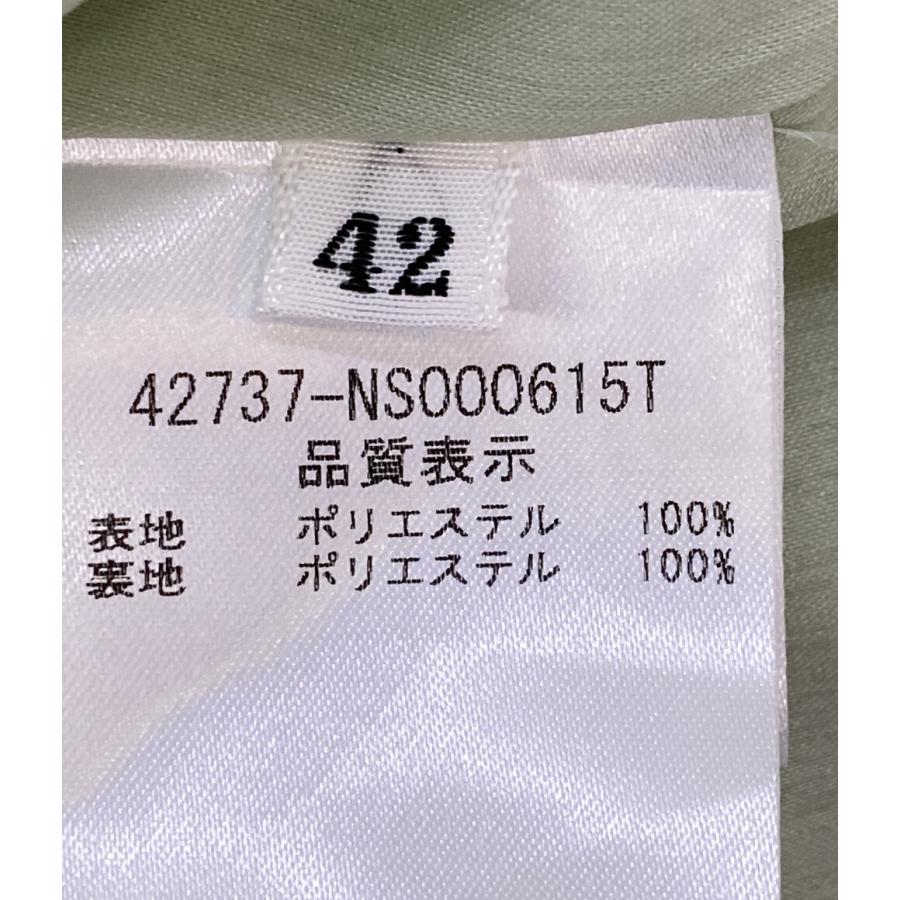 42
42737-NS000615T
品質表示
表地 ポリエステル 100%
裏地 ポリエステル 100%